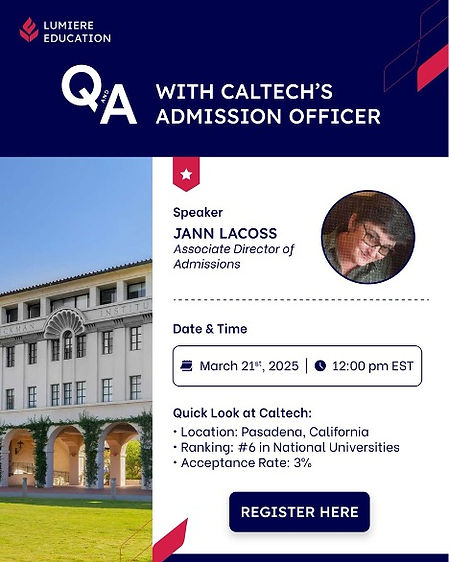 LUMIERE
EDUCATION
Q AND A
WITH CALTECH'S
ADMISSION OFFICER
Speaker
JANN LACOSS
Associate Director of
Admissions
Date & Time
March 21st, 2025 | 12:00 pm EST
Quick Look at Caltech:
• Location: Pasadena, California
• Ranking: #6 in National Universities
• Acceptance Rate: 3%
REGISTER HERE